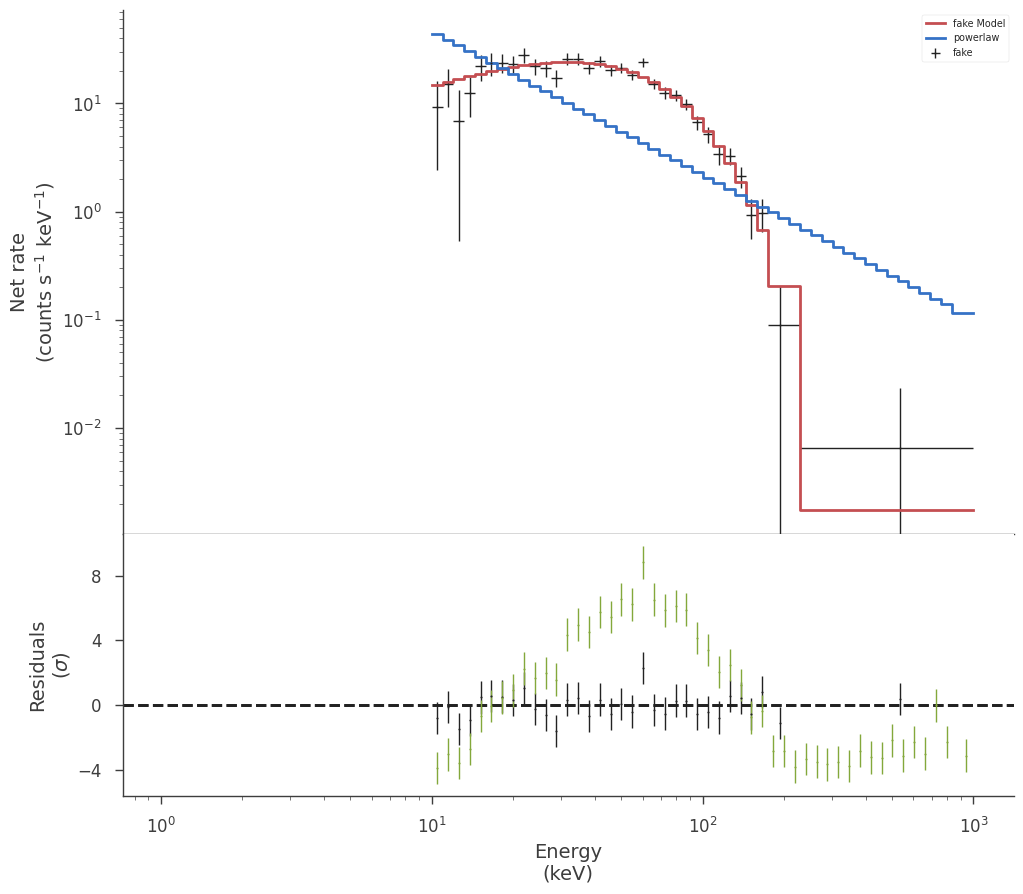 fake Model
powerlaw
fake
10¹
10⁰
10⁻¹
10⁻²
Net rate
(counts s⁻¹ keV⁻¹)
8
4
0
−4
Residuals
(σ)
10⁰ 10¹ 10² 10³
Energy
(keV)